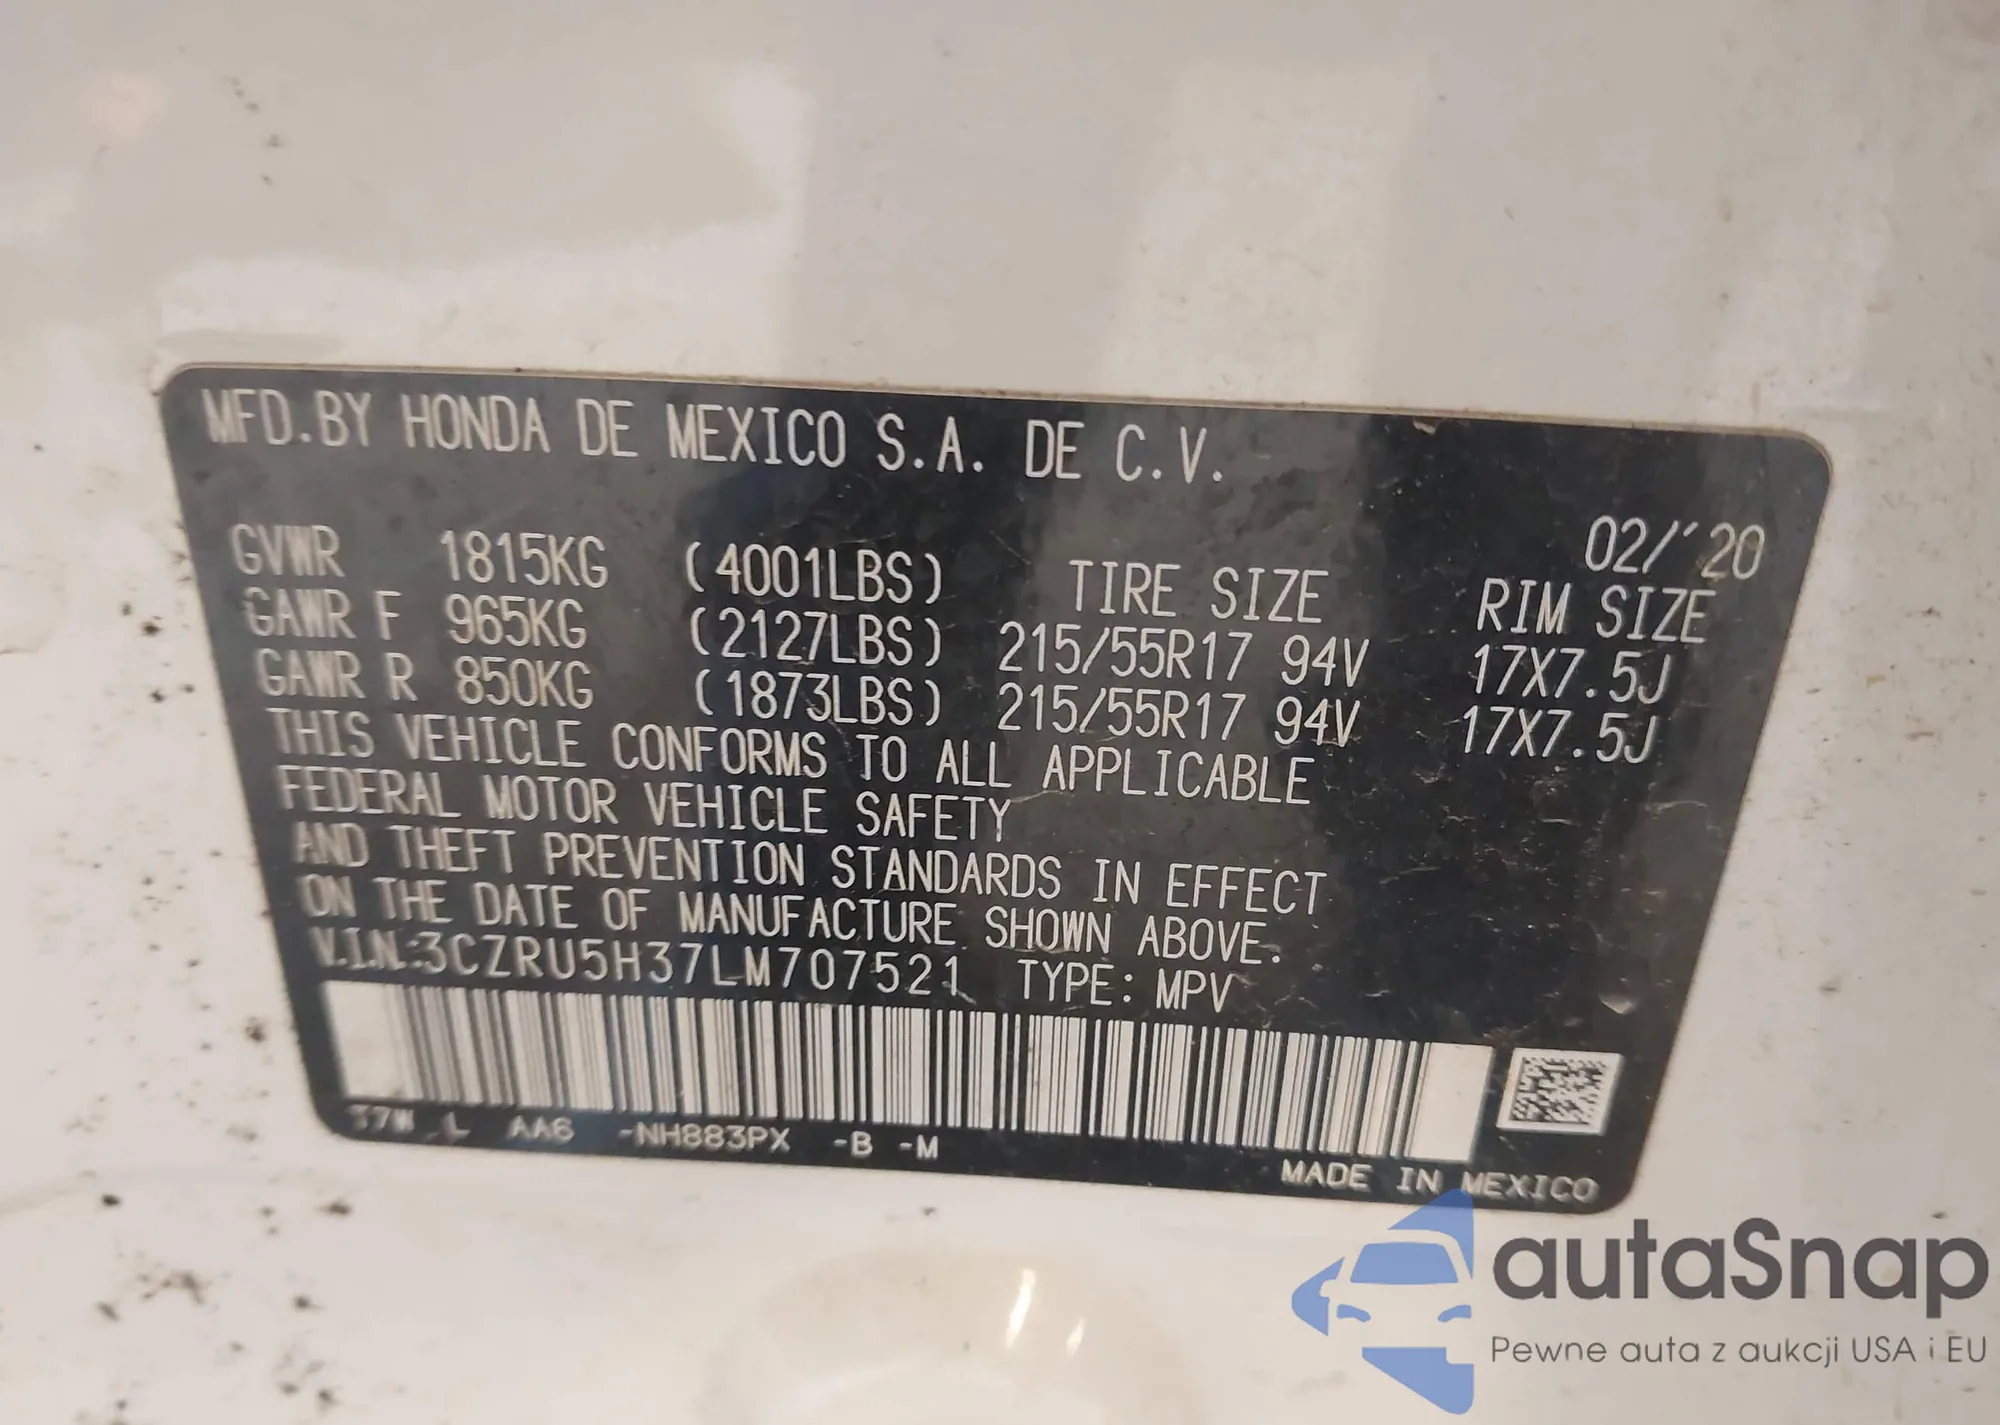 MFD.BY HONDA DE MEXICO S.A. DE C.V.
02/'20
GVWR 1815KG (4001LBS) TIRE SIZE RIM SIZE
GAWR F 965KG (2127LBS) 215/55R17 94V 17X7.5J
GAWR R 850KG (1873LBS) 215/55R17 94V 17X7.5J
THIS VEHICLE CONFORMS TO ALL APPLICABLE
FEDERAL MOTOR VEHICLE SAFETY
AND THEFT PREVENTION STANDARDS IN EFFECT
ON THE DATE OF MANUFACTURE SHOWN ABOVE.
V.I.N.:3CZRU5H37LM707521 TYPE: MPV
T7W L AA6 -NH883PX -B -M
MADE IN MEXICO
autaSnap
Pewne auta z aukcji USA i EU